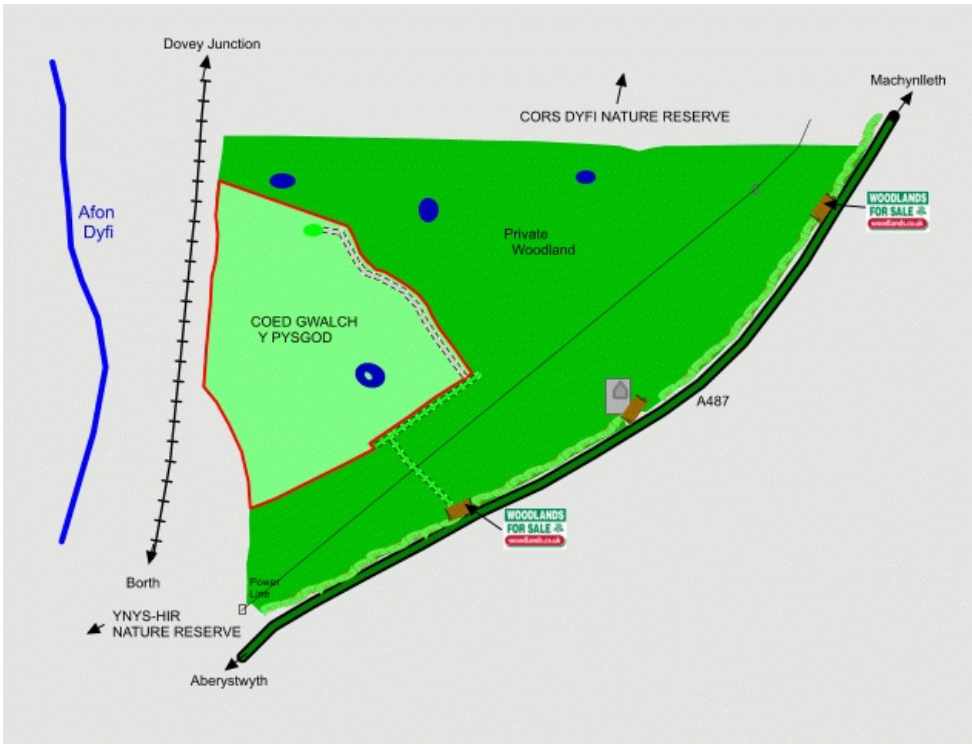 Dovey Junction
Machynlleth
CORS DYFI NATURE RESERVE
WOODLANDS
FOR SALE
woodlands.co.uk
Afon
Dyfi
Private
Woodland
COED GWALCH
Y PYSGOD
A487
WOODLANDS
FOR SALE
woodlands.co.uk
Borth
Power
Line
YNYS-HIR
NATURE RESERVE
Aberystwyth